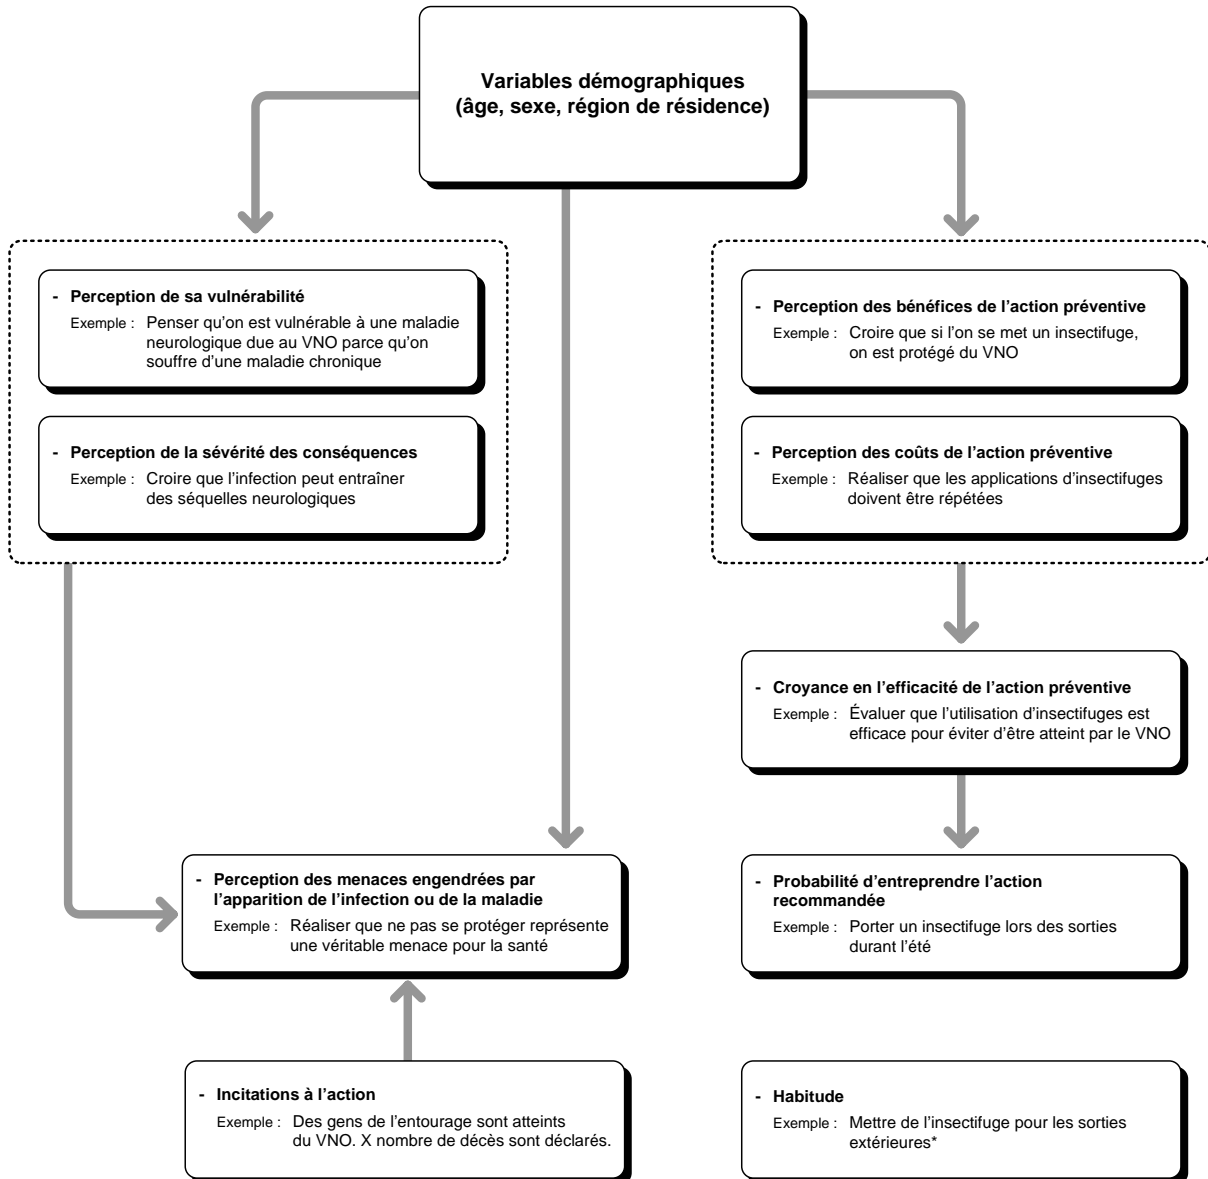 Variables démographiques
(âge, sexe, région de résidence)
- Perception de sa vulnérabilité
Exemple : Penser qu’on est vulnérable à une maladie
neurologique due au VNO parce qu’on
souffre d’une maladie chronique
- Perception de la sévérité des conséquences
Exemple : Croire que l’infection peut entraîner
des séquelles neurologiques
- Perception des bénéfices de l’action préventive
Exemple : Croire que si l’on se met un insectifuge,
on est protégé du VNO
- Perception des coûts de l’action préventive
Exemple : Réaliser que les applications d’insectifuges
doivent être répétées
- Croyance en l’efficacité de l’action préventive
Exemple : Évaluer que l’utilisation d’insectifuges est
efficace pour éviter d’être atteint par le VNO
- Perception des menaces engendrées par
l’apparition de l’infection ou de la maladie
Exemple : Réaliser que ne pas se protéger représente
une véritable menace pour la santé
- Probabilité d’entreprendre l’action
recommandée
Exemple : Porter un insectifuge lors des sorties
durant l’été
- Incitations à l’action
Exemple : Des gens de l’entourage sont atteints
du VNO. X nombre de décès sont déclarés.
- Habitude
Exemple : Mettre de l’insectifuge pour les sorties
extérieures*